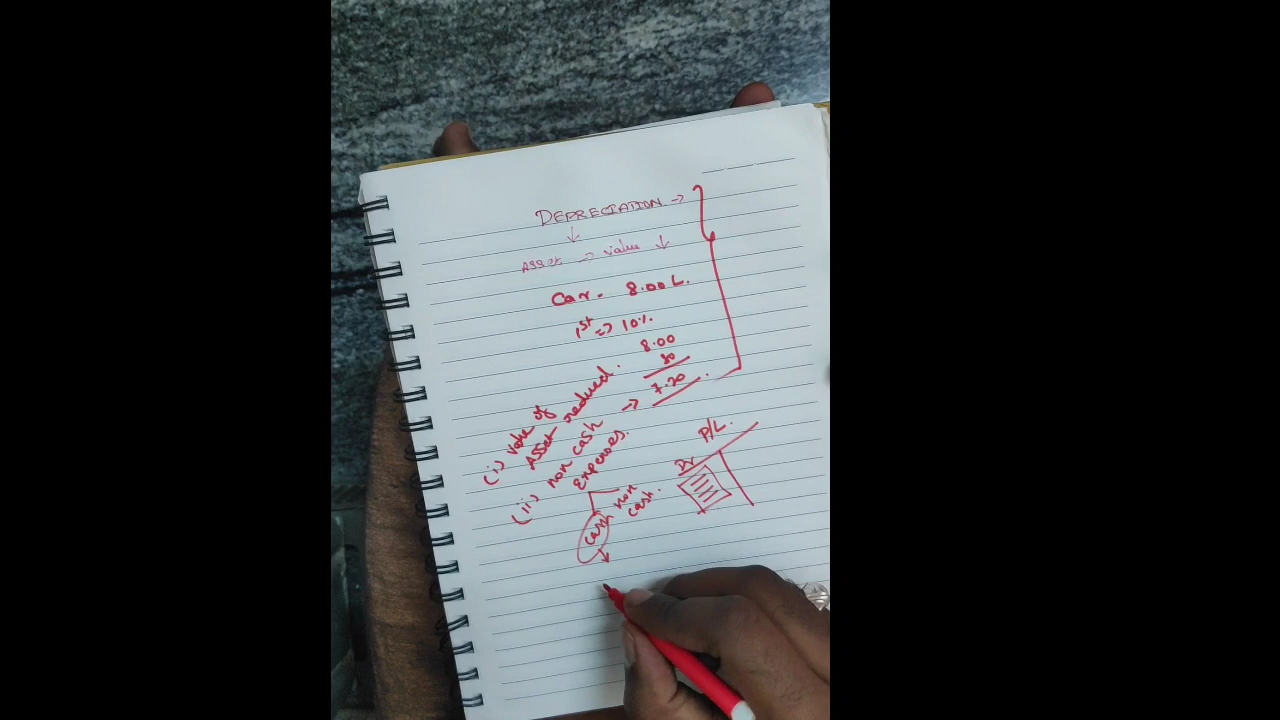 DEPRECIATION →
↓
Asset → value ↓
Car - 8.00 L.
1st => 10%
8.00
80
7.20
(i) value of
Asset reduced.
(ii) non cash →
Expenses.
cash non
cash.
P/L.
Dr